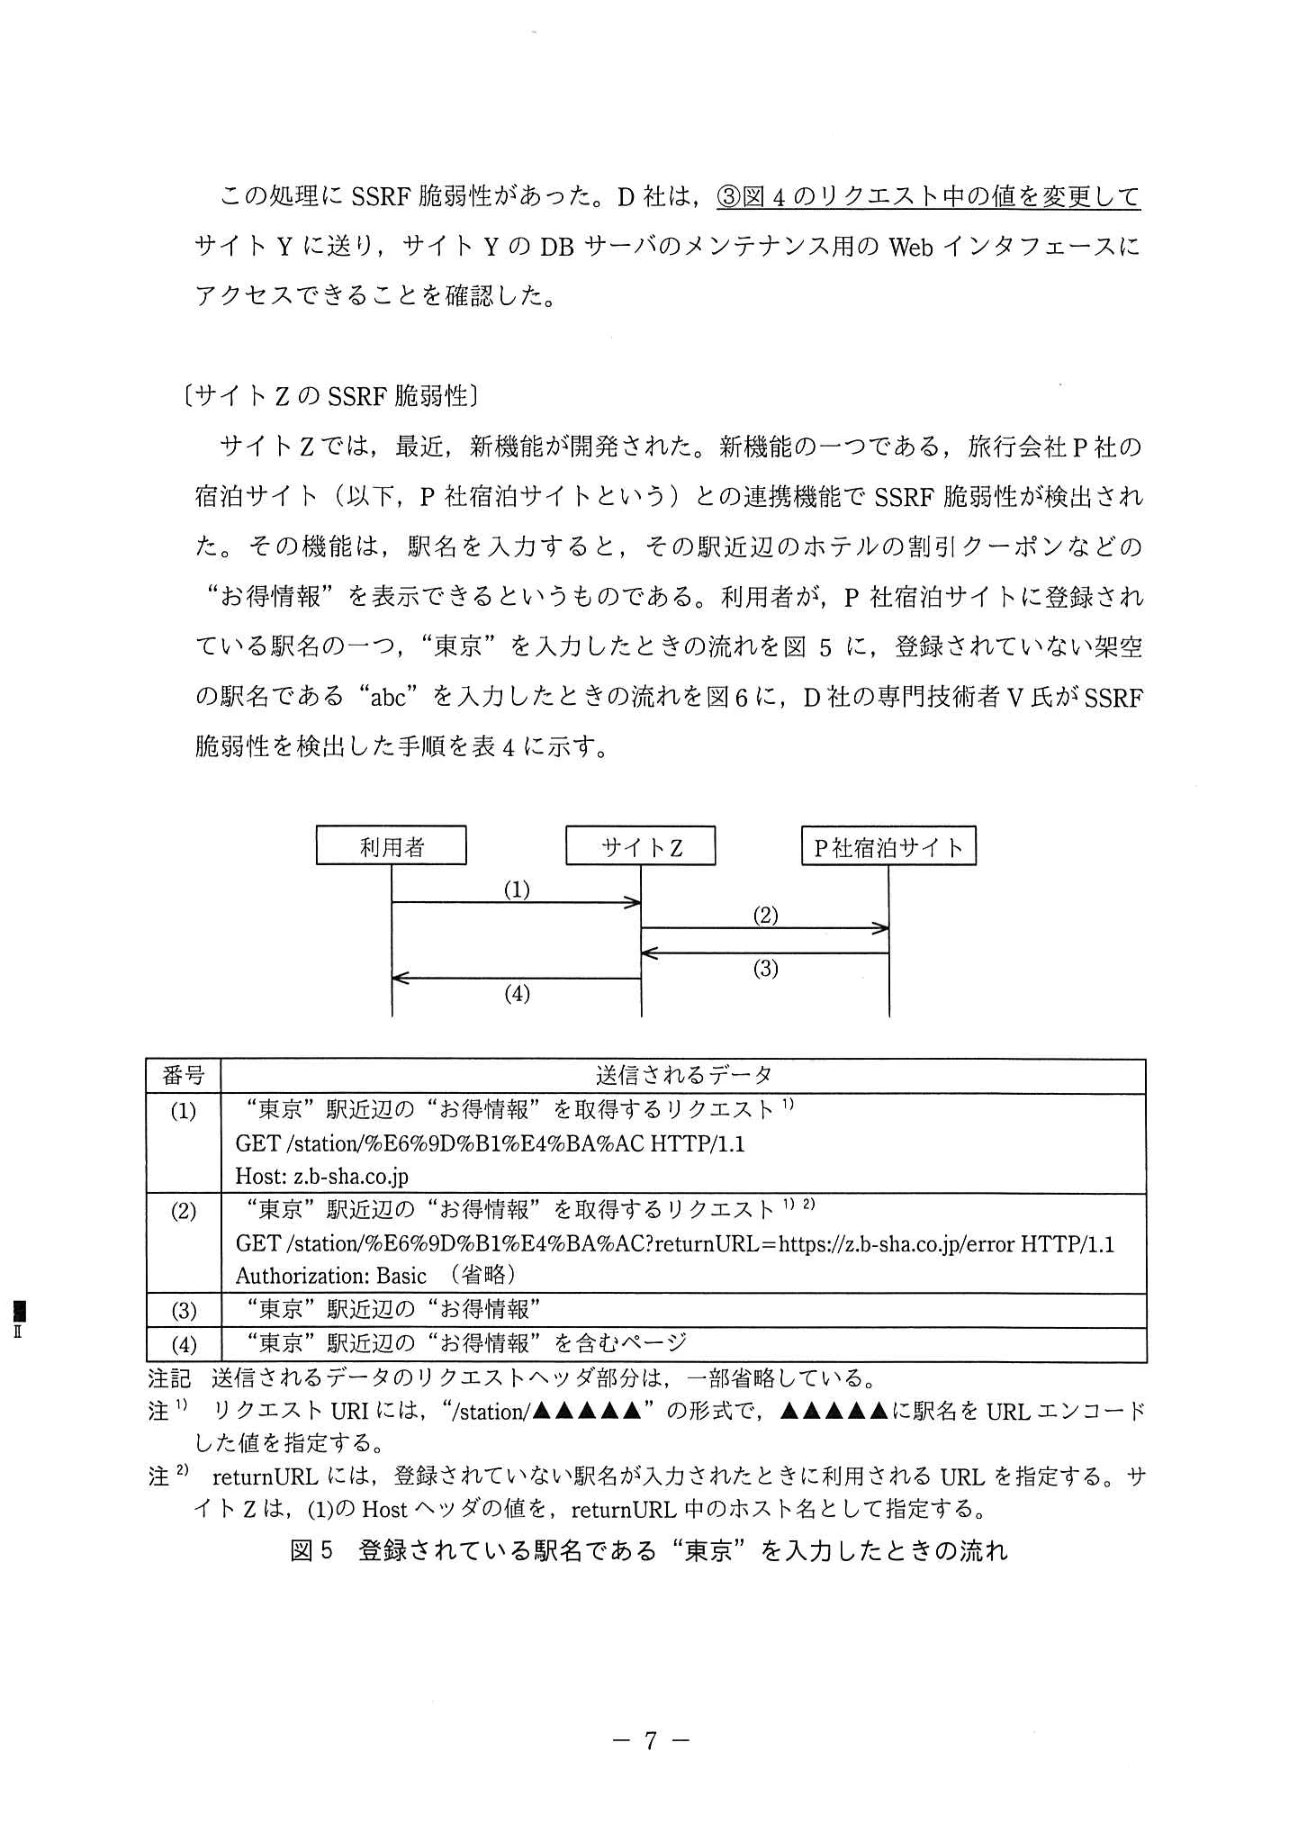 この処理に SSRF 脆弱性があった。D 社は，③図 4 のリクエスト中の値を変更して
サイト Y に送り，サイト Y の DB サーバのメンテナンス用の Web インタフェースに
アクセスできることを確認した。
〔サイト Z の SSRF 脆弱性〕
サイト Z では，最近，新機能が開発された。新機能の一つである，旅行会社 P 社の
宿泊サイト（以下，P 社宿泊サイトという）との連携機能で SSRF 脆弱性が検出され
た。その機能は，駅名を入力すると，その駅近辺のホテルの割引クーポンなどの
“お得情報”を表示できるというものである。利用者が，P 社宿泊サイトに登録され
ている駅名の一つ，“東京”を入力したときの流れを図 5 に，登録されていない架空
の駅名である“abc”を入力したときの流れを図 6 に，D 社の専門技術者 V 氏が SSRF
脆弱性を検出した手順を表 4 に示す。
利用者 サイトZ P社宿泊サイト
(1)
(2)
(3)
(4)
番号 送信されるデータ
(1) “東京”駅近辺の“お得情報”を取得するリクエスト 1)
GET /station/%E6%9D%B1%E4%BA%AC HTTP/1.1
Host: z.b-sha.co.jp
(2) “東京”駅近辺の“お得情報”を取得するリクエスト 1) 2)
GET /station/%E6%9D%B1%E4%BA%AC?returnURL=https://z.b-sha.co.jp/error HTTP/1.1
Authorization: Basic （省略）
(3) “東京”駅近辺の“お得情報”
(4) “東京”駅近辺の“お得情報”を含むページ
注記 送信されるデータのリクエストヘッダ部分は，一部省略している。
注 1) リクエスト URI には，“/station/▲▲▲▲▲”の形式で，▲▲▲▲▲に駅名を URL エンコード
した値を指定する。
注 2) returnURL には，登録されていない駅名が入力されたときに利用される URL を指定する。サ
イト Z は，(1)の Host ヘッダの値を，returnURL 中のホスト名として指定する。
図 5 登録されている駅名である“東京”を入力したときの流れ
Ⅱ
－ 7 －